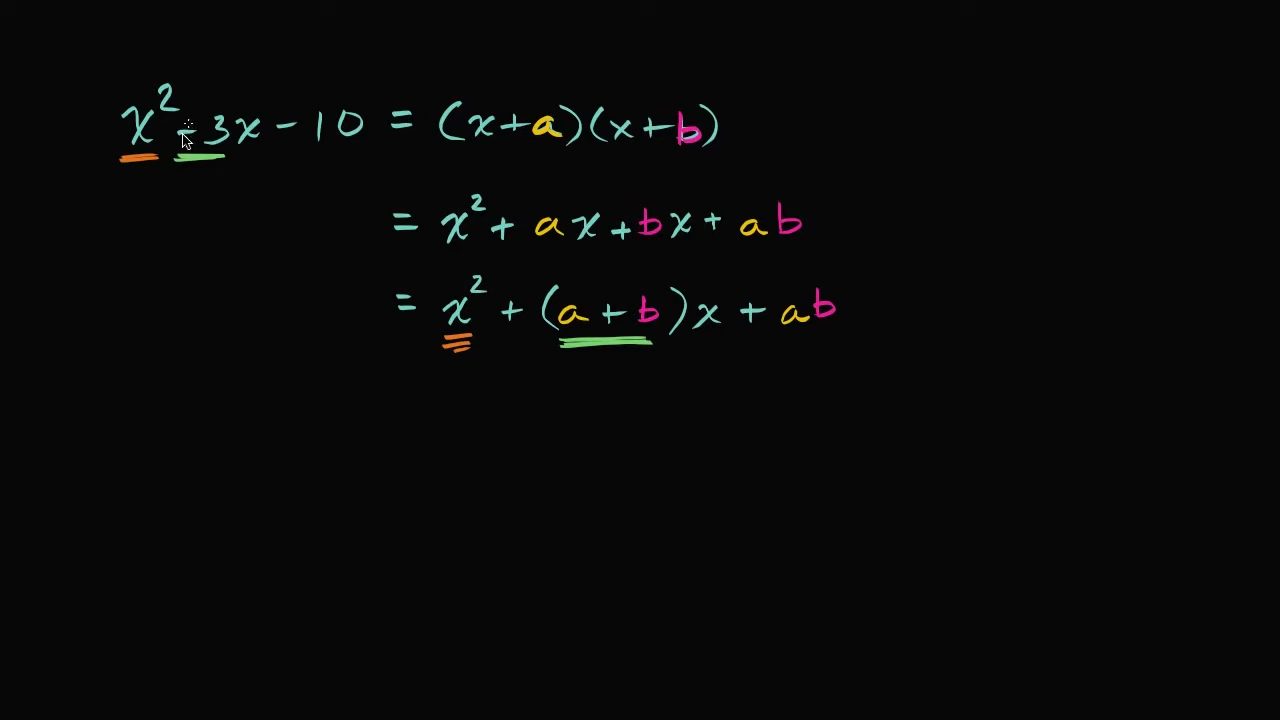 x² - 3x - 10 = (x + a)(x + b)
= x² + ax + bx + ab
= x² + (a + b)x + ab